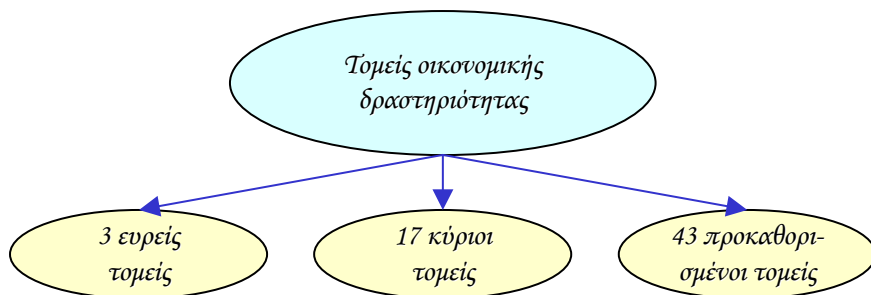 Τομείς οικονομικής
δραστηριότητας
3 ευρείς
τομείς
17 κύριοι
τομείς
43 προκαθορι-
σμένοι τομείς